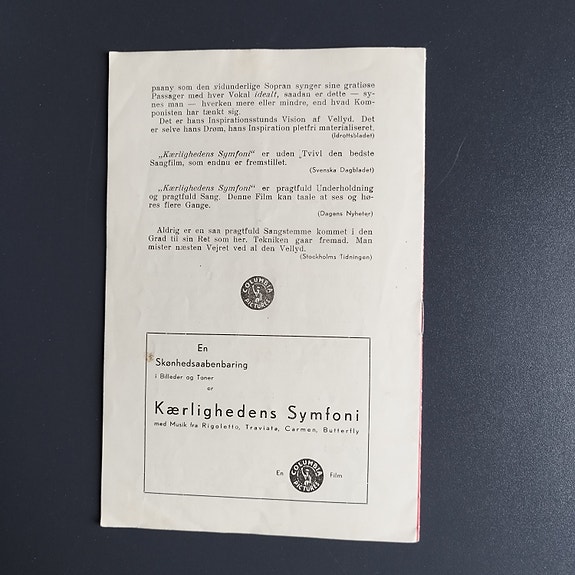 paany som den vidunderlige Sopran synger sine gratiøse
Passager med hver Vokal idealt, saadan er dette — sy-
nes man — hverken mere eller mindre, end hvad Kom-
ponisten har tænkt sig.
Det er hans Inspirationsstunds Vision af Vellyd. Det
er selve hans Drøm, hans Inspiration pletfri materialiseret.
(Idrottsbladet)
„Kærlighedens Symfoni“ er uden Tvivl den bedste
Sangfilm, som endnu er fremstillet.
(Svenska Dagbladet)
„Kærlighedens Symfoni“ er pragtfuld Underholdning
og pragtfuld Sang. Denne Film kan taale at ses og hø-
res flere Gange.
(Dagens Nyheter)
Aldrig er en saa pragtfuld Sangstemme kommet i den
Grad til sin Ret som her. Tekniken gaar fremad. Man
mister næsten Vejret ved al den Vellyd.
(Stockholms Tidningen)
COLUMBIA
PICTURES
En
Skønhedsaabenbaring
i Billeder og Toner
er
Kærlighedens Symfoni
med Musik fra Rigoletto, Traviata, Carmen, Butterfly
En COLUMBIA PICTURES Film